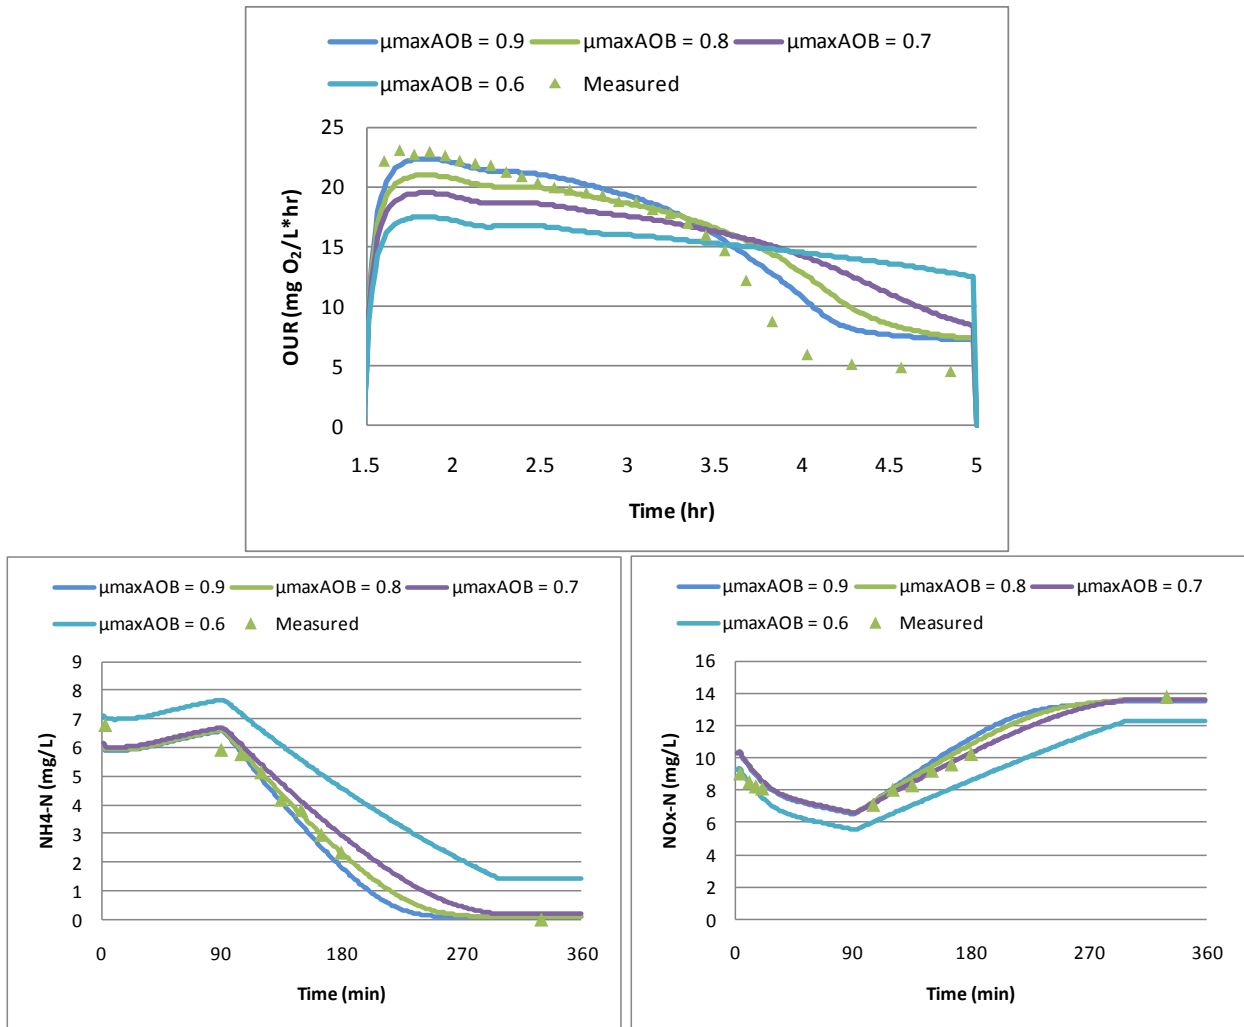 μmaxAOB = 0.9 μmaxAOB = 0.8 μmaxAOB = 0.7
μmaxAOB = 0.6 Measured
25
20
15
10
5
0
OUR (mg O₂/L*hr)
1.5 2 2.5 3 3.5 4 4.5 5
Time (hr)
μmaxAOB = 0.9 μmaxAOB = 0.8 μmaxAOB = 0.7
μmaxAOB = 0.6 Measured
9
8
7
6
5
4
3
2
1
0
NH4-N (mg/L)
0 90 180 270 360
Time (min)
μmaxAOB = 0.9 μmaxAOB = 0.8 μmaxAOB = 0.7
μmaxAOB = 0.6 Measured
16
14
12
10
8
6
4
2
0
NOx-N (mg/L)
0 90 180 270 360
Time (min)